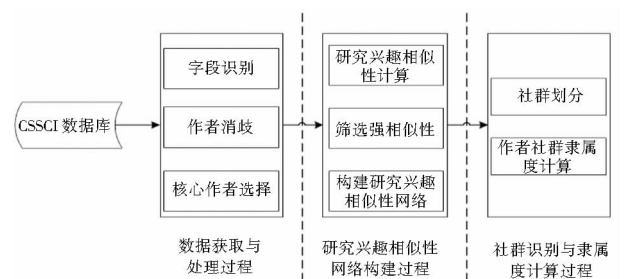 CSSCI 数据库
字段识别
作者消歧
核心作者选择
数据获取与
处理过程
研究兴趣相似
性计算
筛选强相似性
构建研究兴趣
相似性网络
研究兴趣相似性
网络构建过程
社群划分
作者社群隶属
度计算
社群识别与隶属
度计算过程